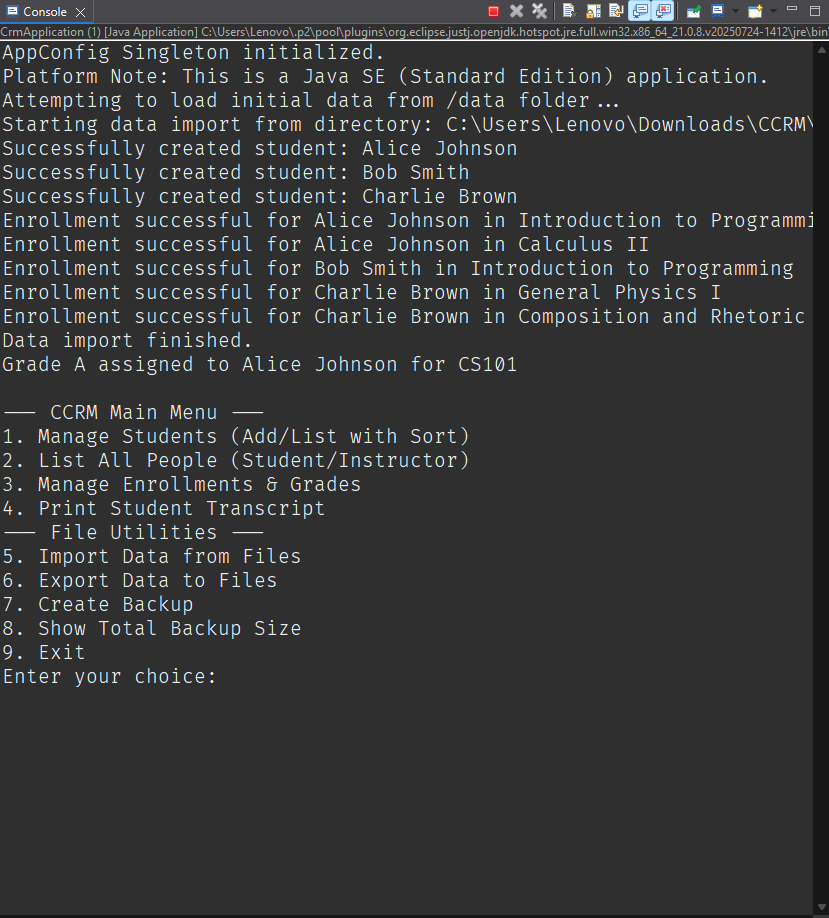 Console
CrmApplication (1) [Java Application] C:\Users\Lenovo\.p2\pool\plugins\org.eclipse.justj.openjdk.hotspot.jre.full.win32.x86_64_21.0.8.v20250724-1412\jre\bin
AppConfig Singleton initialized.
Platform Note: This is a Java SE (Standard Edition) application.
Attempting to load initial data from /data folder...
Starting data import from directory: C:\Users\Lenovo\Downloads\CCRM\
Successfully created student: Alice Johnson
Successfully created student: Bob Smith
Successfully created student: Charlie Brown
Enrollment successful for Alice Johnson in Introduction to Programmi
Enrollment successful for Alice Johnson in Calculus II
Enrollment successful for Bob Smith in Introduction to Programming
Enrollment successful for Charlie Brown in General Physics I
Enrollment successful for Charlie Brown in Composition and Rhetoric
Data import finished.
Grade A assigned to Alice Johnson for CS101
--- CCRM Main Menu ---
1. Manage Students (Add/List with Sort)
2. List All People (Student/Instructor)
3. Manage Enrollments & Grades
4. Print Student Transcript
--- File Utilities ---
5. Import Data from Files
6. Export Data to Files
7. Create Backup
8. Show Total Backup Size
9. Exit
Enter your choice: